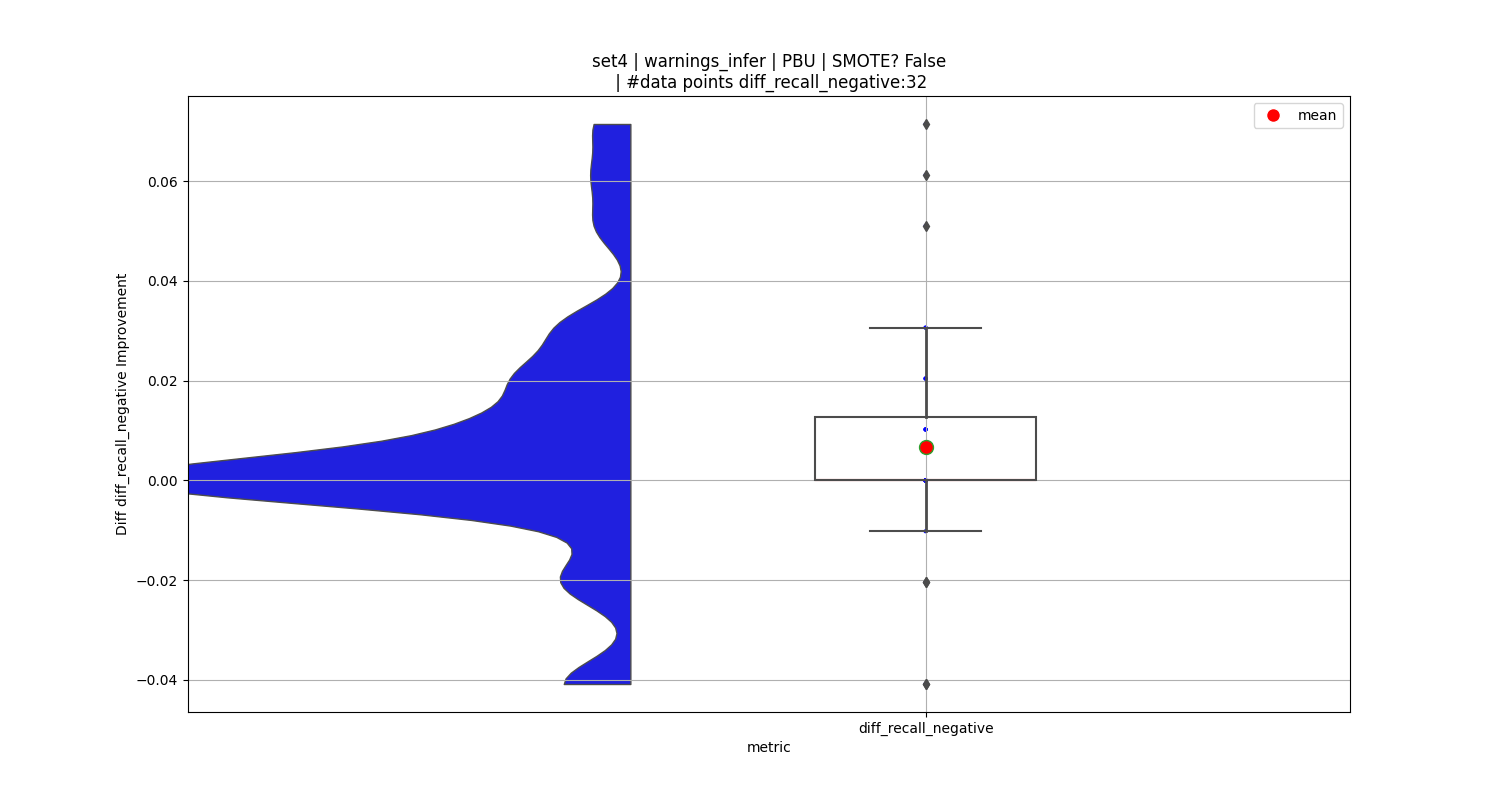 set4 | warnings_infer | PBU | SMOTE? False
| #data points diff_recall_negative:32
mean
0.06
0.04
0.02
0.00
−0.02
−0.04
Diff diff_recall_negative Improvement
diff_recall_negative
metric